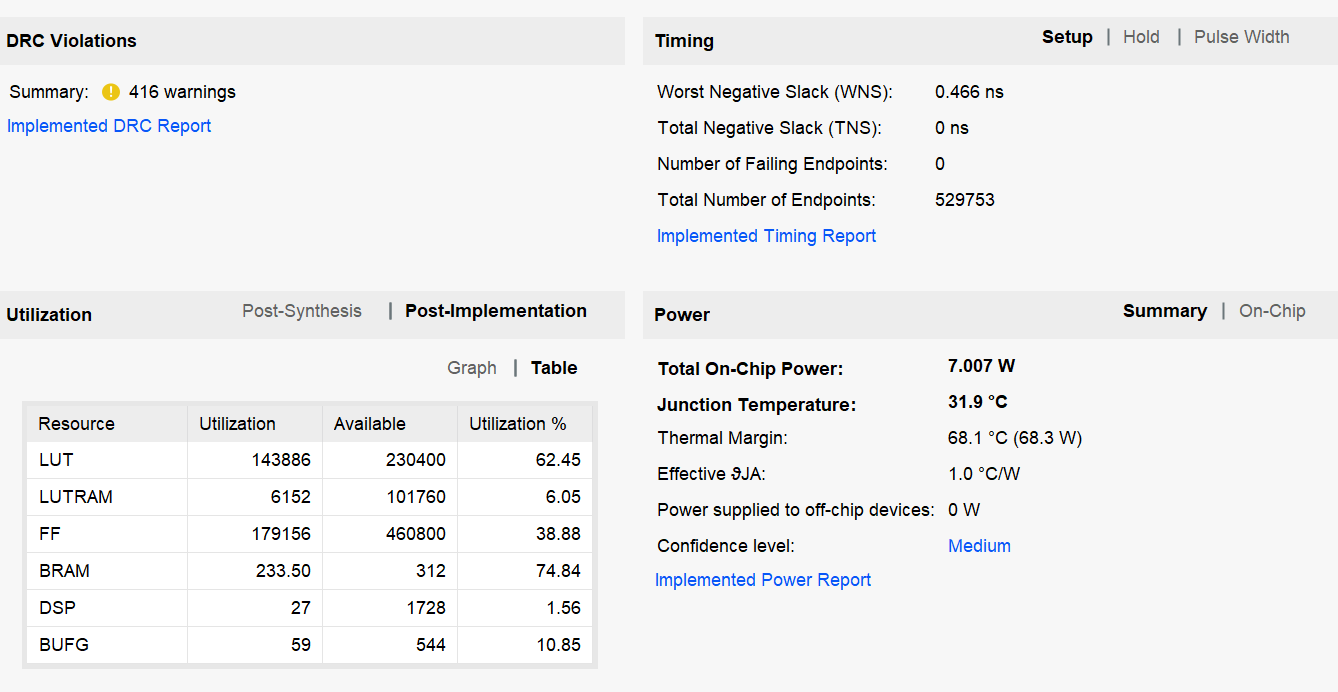 DRC Violations
Summary: 416 warnings
Implemented DRC Report
Timing Setup | Hold | Pulse Width
Worst Negative Slack (WNS): 0.466 ns
Total Negative Slack (TNS): 0 ns
Number of Failing Endpoints: 0
Total Number of Endpoints: 529753
Implemented Timing Report
Utilization Post-Synthesis | Post-Implementation
Graph | Table
Resource Utilization Available Utilization %
LUT 143886 230400 62.45
LUTRAM 6152 101760 6.05
FF 179156 460800 38.88
BRAM 233.50 312 74.84
DSP 27 1728 1.56
BUFG 59 544 10.85
Power Summary | On-Chip
Total On-Chip Power: 7.007 W
Junction Temperature: 31.9 °C
Thermal Margin: 68.1 °C (68.3 W)
Effective ϑJA: 1.0 °C/W
Power supplied to off-chip devices: 0 W
Confidence level: Medium
Implemented Power Report